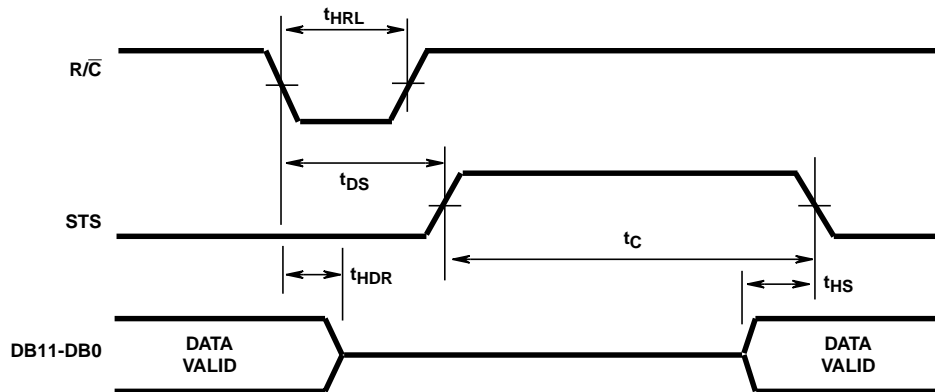 tHRL
R/C̅
tDS
STS
tC
tHDR
tHS
DB11-DB0
DATA
VALID
DATA
VALID